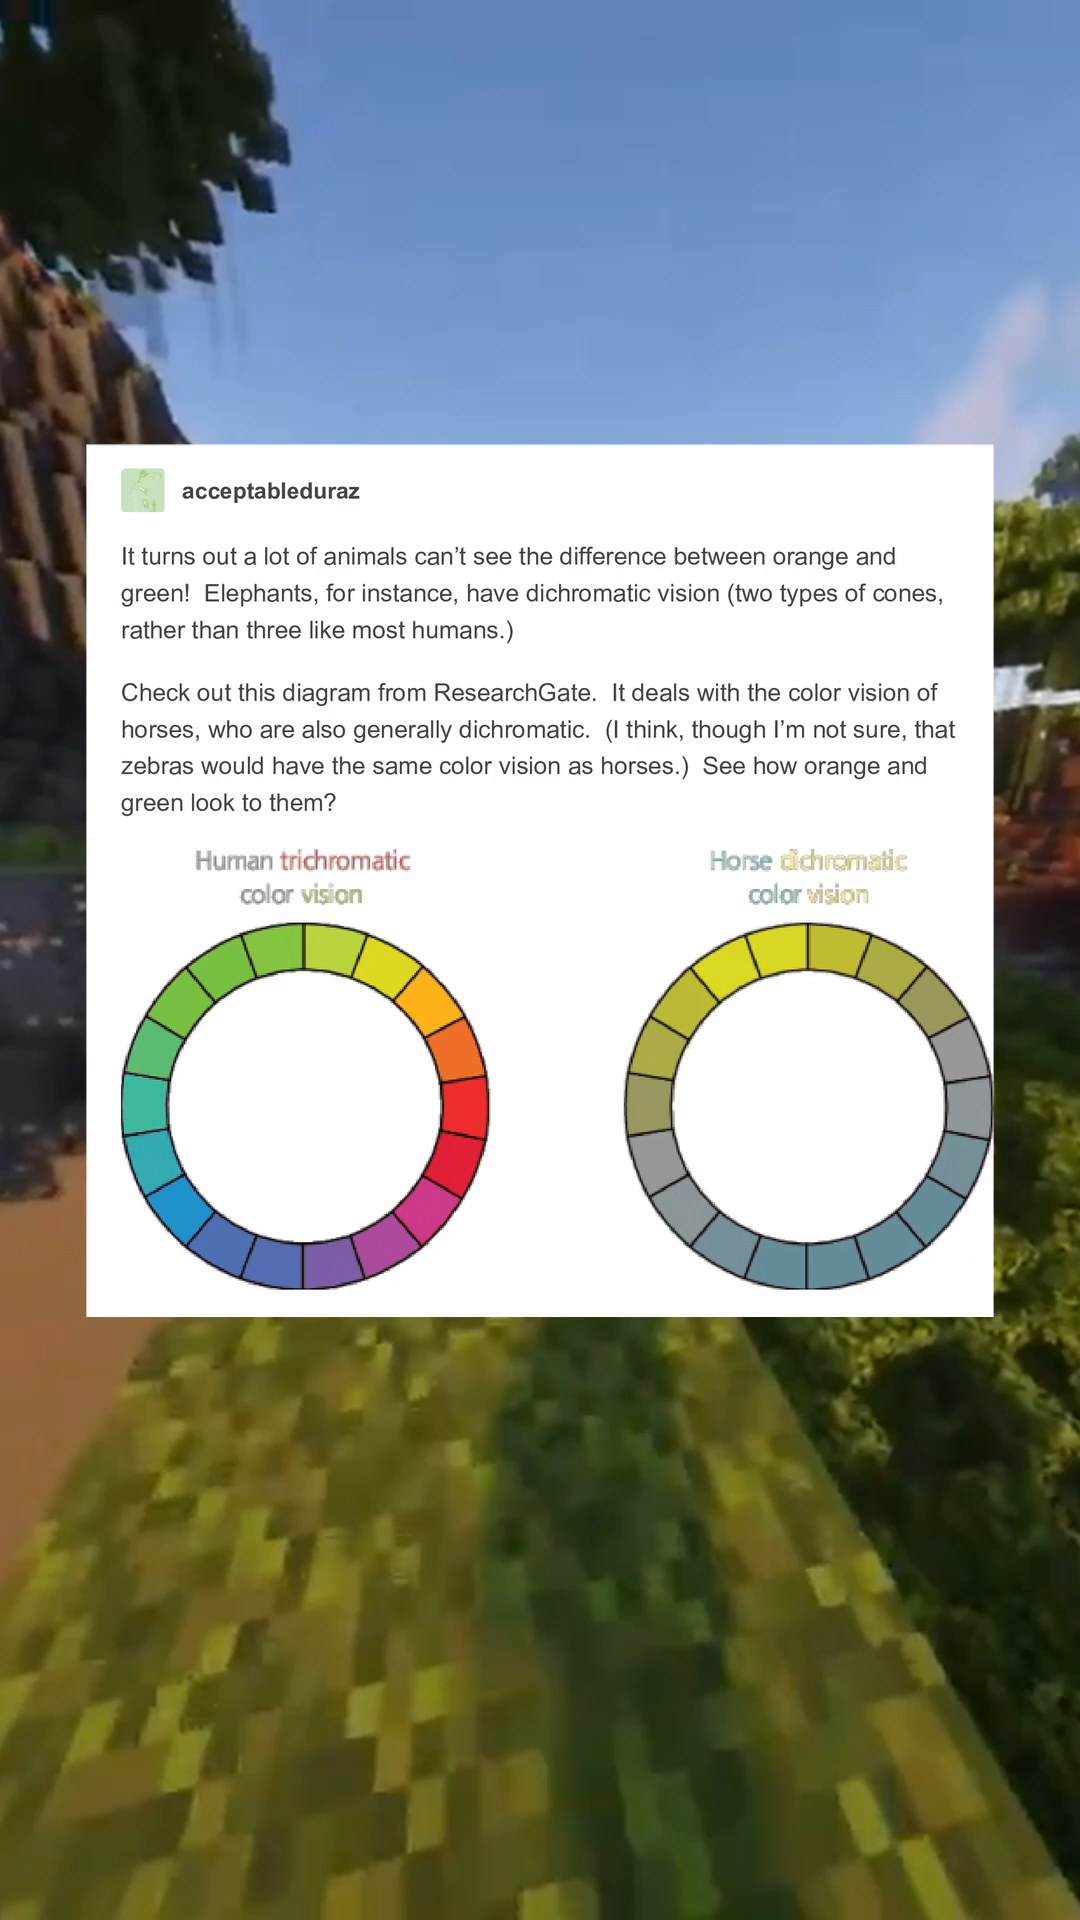 acceptableduraz
It turns out a lot of animals can’t see the difference between orange and
green!  Elephants, for instance, have dichromatic vision (two types of cones,
rather than three like most humans.)
Check out this diagram from ResearchGate.  It deals with the color vision of
horses, who are also generally dichromatic.  (I think, though I’m not sure, that
zebras would have the same color vision as horses.)  See how orange and
green look to them?
Human trichromatic
color vision
Horse dichromatic
color vision